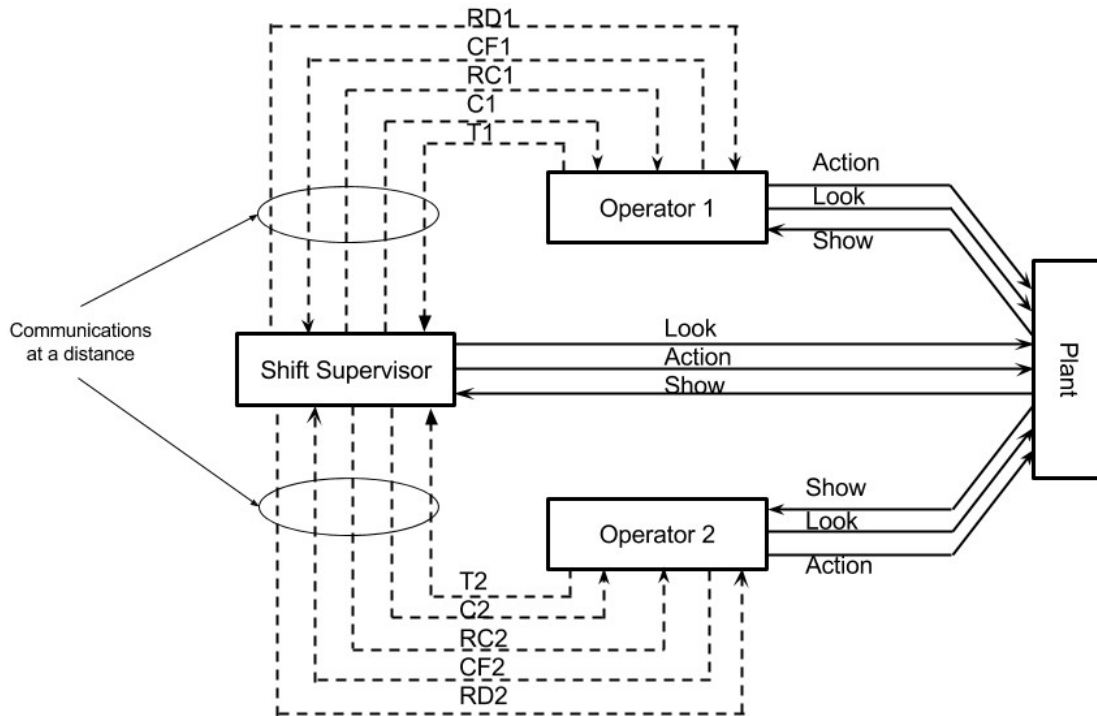 RD1
CF1
RC1
C1
T1
Action
Look
Show
Operator 1
Communications
at a distance
Shift Supervisor
Look
Action
Show
Plant
Show
Look
Action
Operator 2
T2
C2
RC2
CF2
RD2